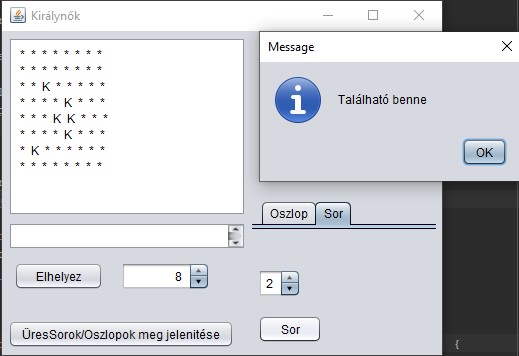 Királynők
* * * * * * * *
* * * * * * * *
* * K * * * * *
* * * * K * * *
* * * K K * * *
* * * * K * * *
* K * * * * * *
* * * * * * * *
Message
Található benne
OK
Oszlop Sor
Elhelyez 8
2
ÜresSorok/Oszlopok meg jelenitése
Sor
{